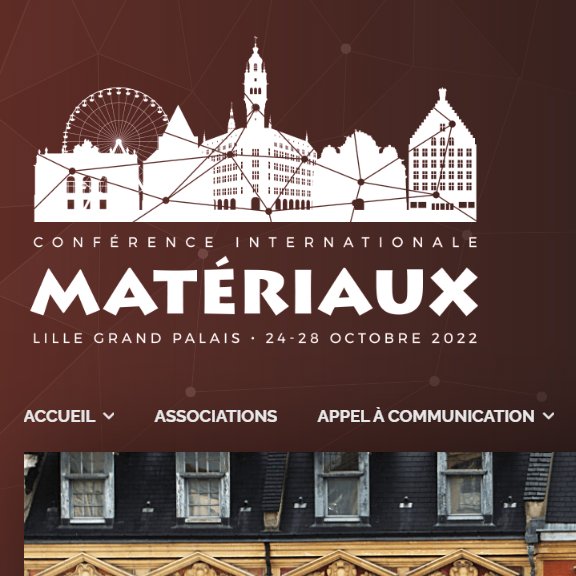 CONFÉRENCE INTERNATIONALE
MATÉRIAUX
LILLE GRAND PALAIS • 24-28 OCTOBRE 2022
ACCUEIL ASSOCIATIONS APPEL À COMMUNICATION